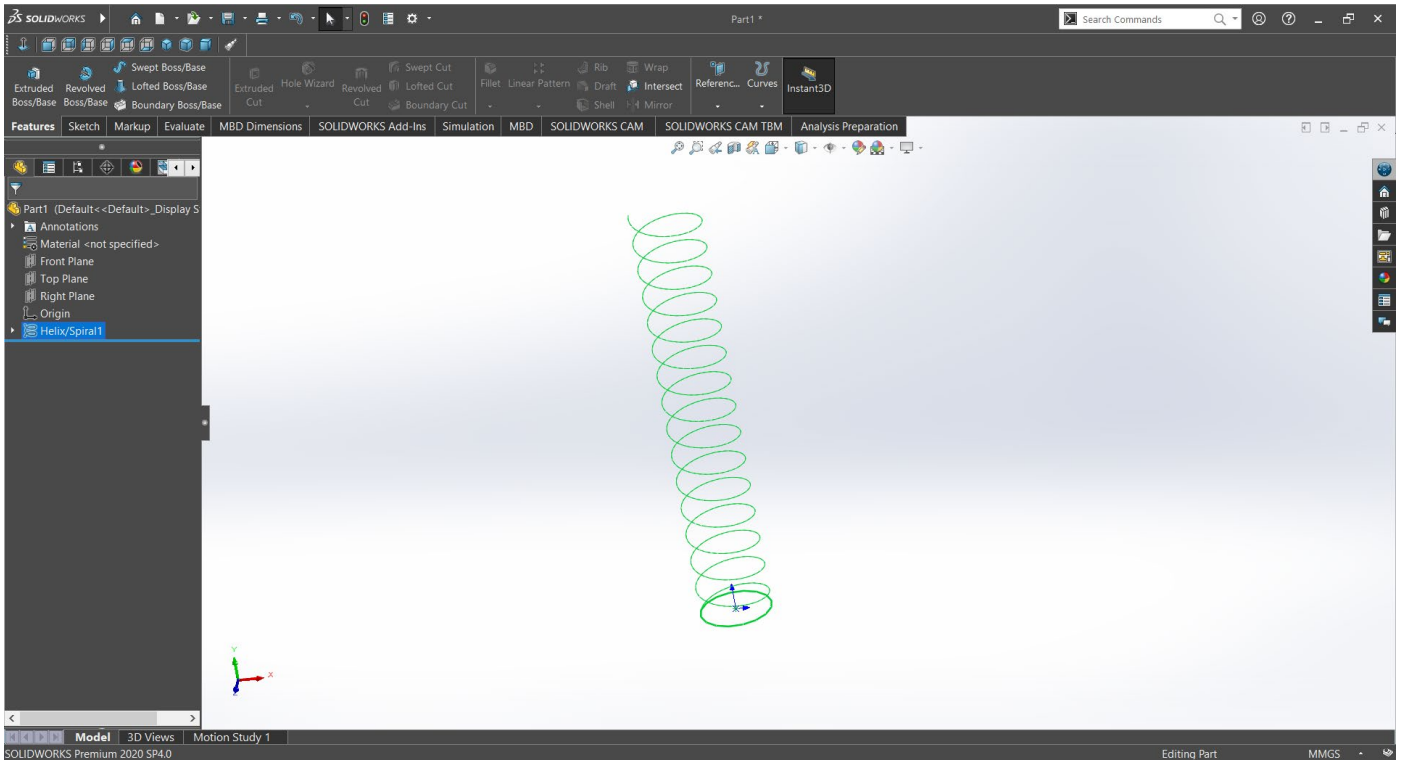 SOLIDWORKS
Part1 *
Search Commands
Extruded Boss/Base
Revolved Boss/Base
Swept Boss/Base
Lofted Boss/Base
Boundary Boss/Base
Extruded Cut
Hole Wizard
Revolved Cut
Swept Cut
Lofted Cut
Boundary Cut
Fillet
Linear Pattern
Rib
Draft
Shell
Wrap
Intersect
Mirror
Referenc...
Curves
Instant3D
Features Sketch Markup Evaluate MBD Dimensions SOLIDWORKS Add-Ins Simulation MBD SOLIDWORKS CAM SOLIDWORKS CAM TBM Analysis Preparation
Part1 (Default<<Default>_Display S
Annotations
Material <not specified>
Front Plane
Top Plane
Right Plane
Origin
Helix/Spiral1
Y
X
Z
Model 3D Views Motion Study 1
SOLIDWORKS Premium 2020 SP4.0
Editing Part
MMGS